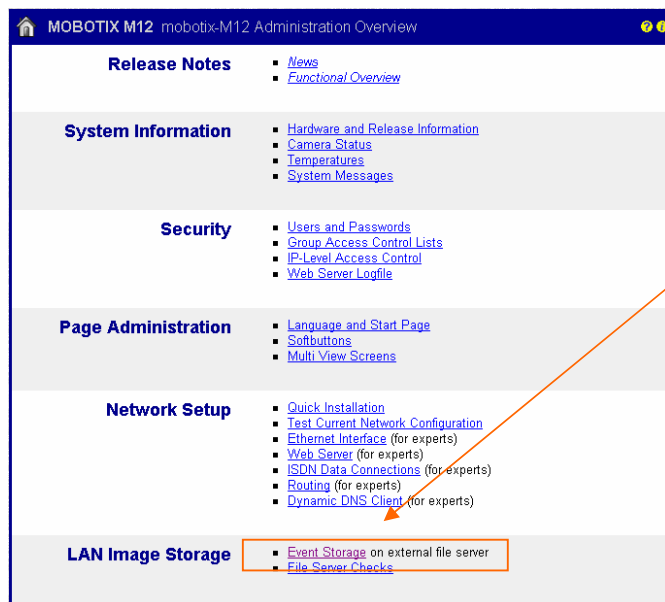 MOBOTIX M12 mobotix-M12 Administration Overview
Release Notes
News
Functional Overview
System Information
Hardware and Release Information
Camera Status
Temperatures
System Messages
Security
Users and Passwords
Group Access Control Lists
IP-Level Access Control
Web Server Logfile
Page Administration
Language and Start Page
Softbuttons
Multi View Screens
Network Setup
Quick Installation
Test Current Network Configuration
Ethernet Interface (for experts)
Web Server (for experts)
ISDN Data Connections (for experts)
Routing (for experts)
Dynamic DNS Client (for experts)
LAN Image Storage
Event Storage on external file server
File Server Checks